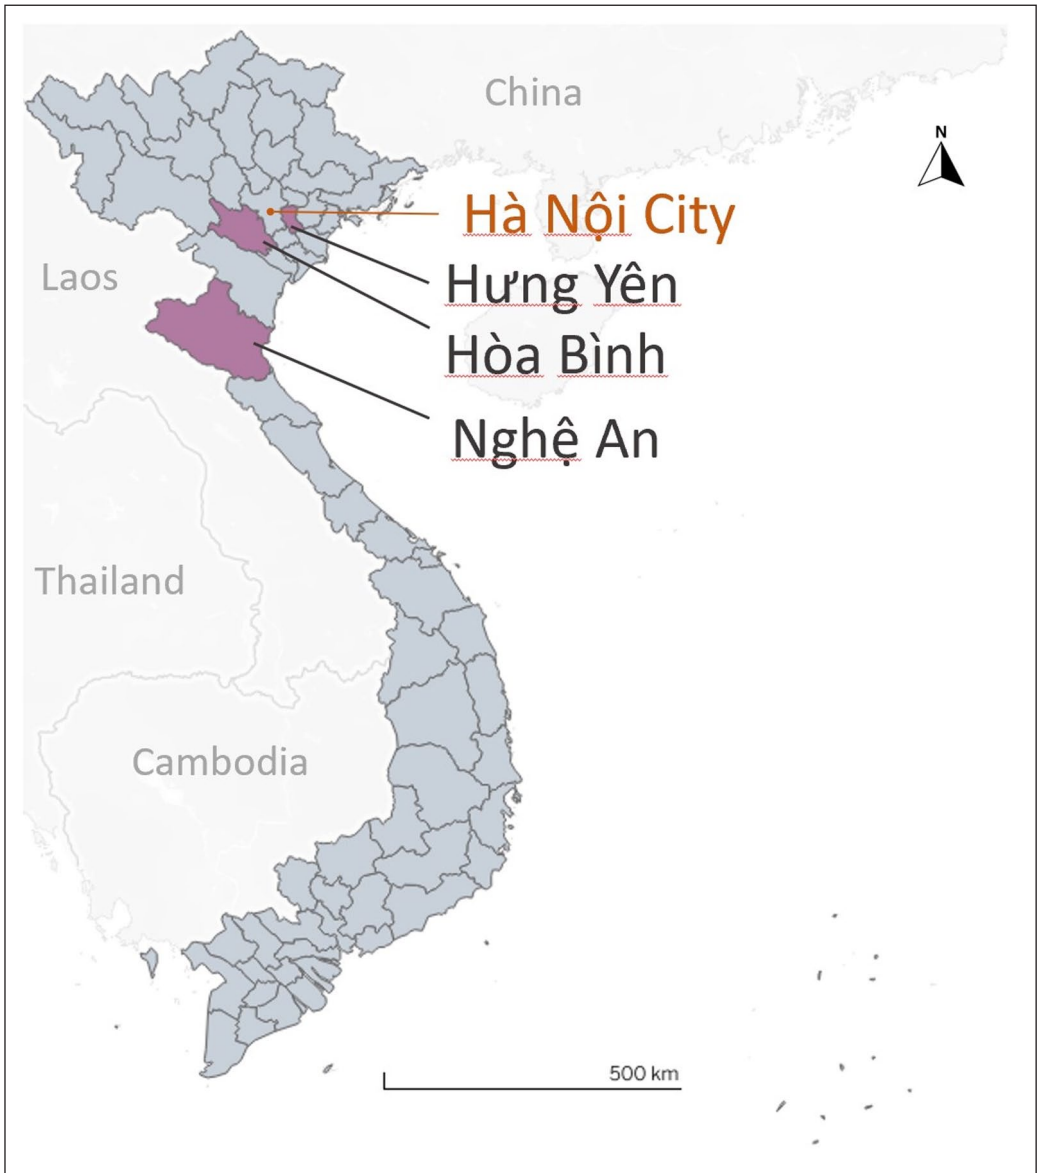 China
N
Hà Nội City
Laos
Hưng Yên
Hòa Bình
Nghệ An
Thailand
Cambodia
500 km